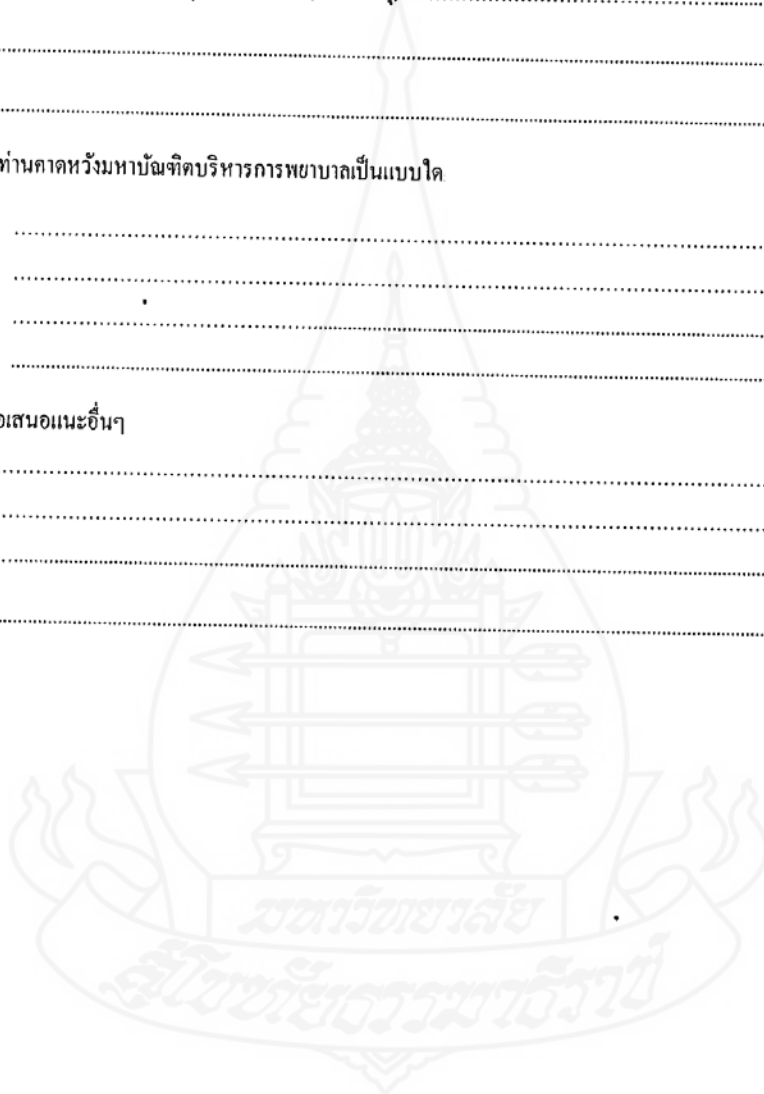 ท่านคาดหวังมหาบัณฑิตบริหารการพยาบาลเป็นแบบใด
อเสนอแนะอื่นๆ
มหาวิทยาลัย
สุโขทัยธรรมาธิราช